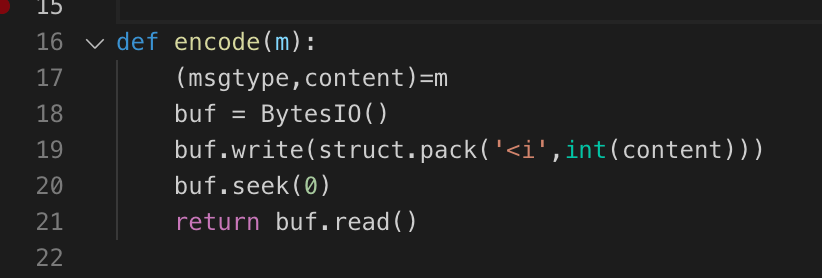 15
16 def encode(m):
17     (msgtype,content)=m
18     buf = BytesIO()
19     buf.write(struct.pack('<i',int(content)))
20     buf.seek(0)
21     return buf.read()
22